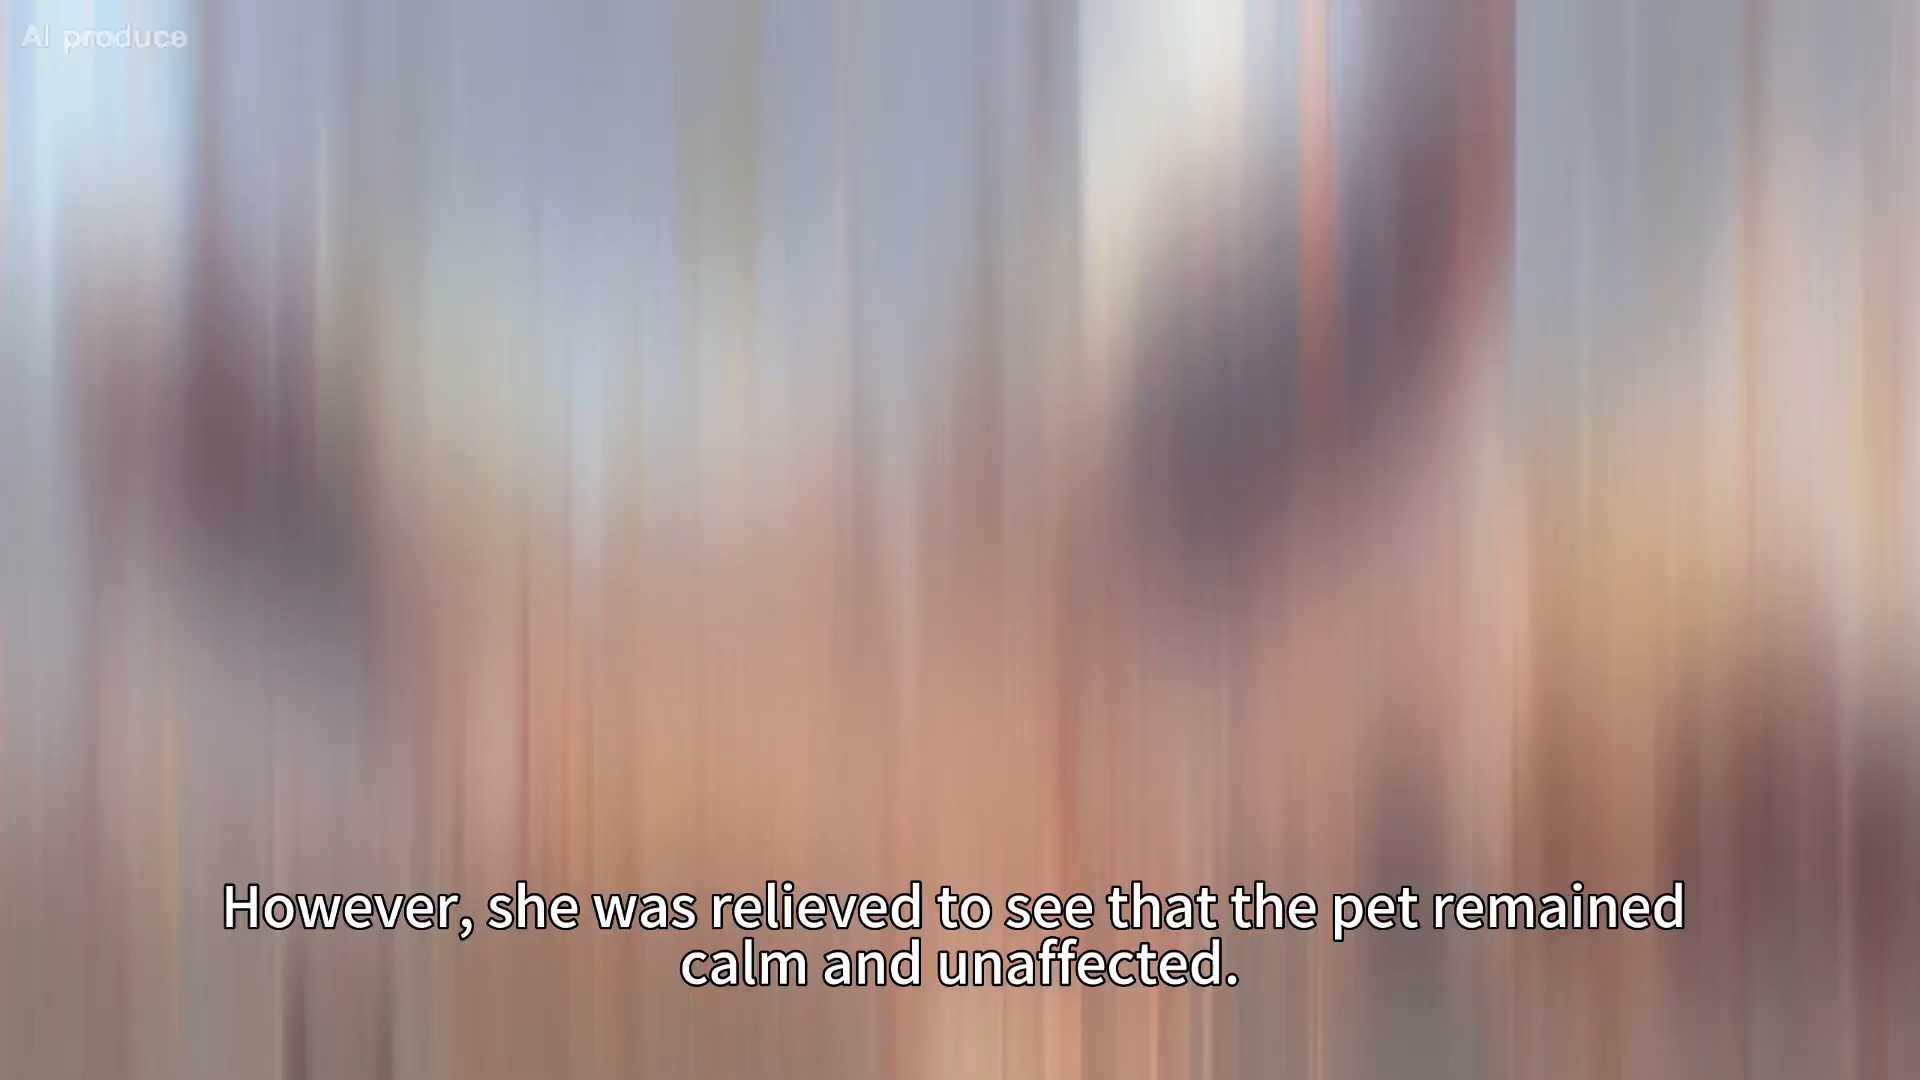 AI produce
However, she was relieved to see that the pet remained
calm and unaffected.